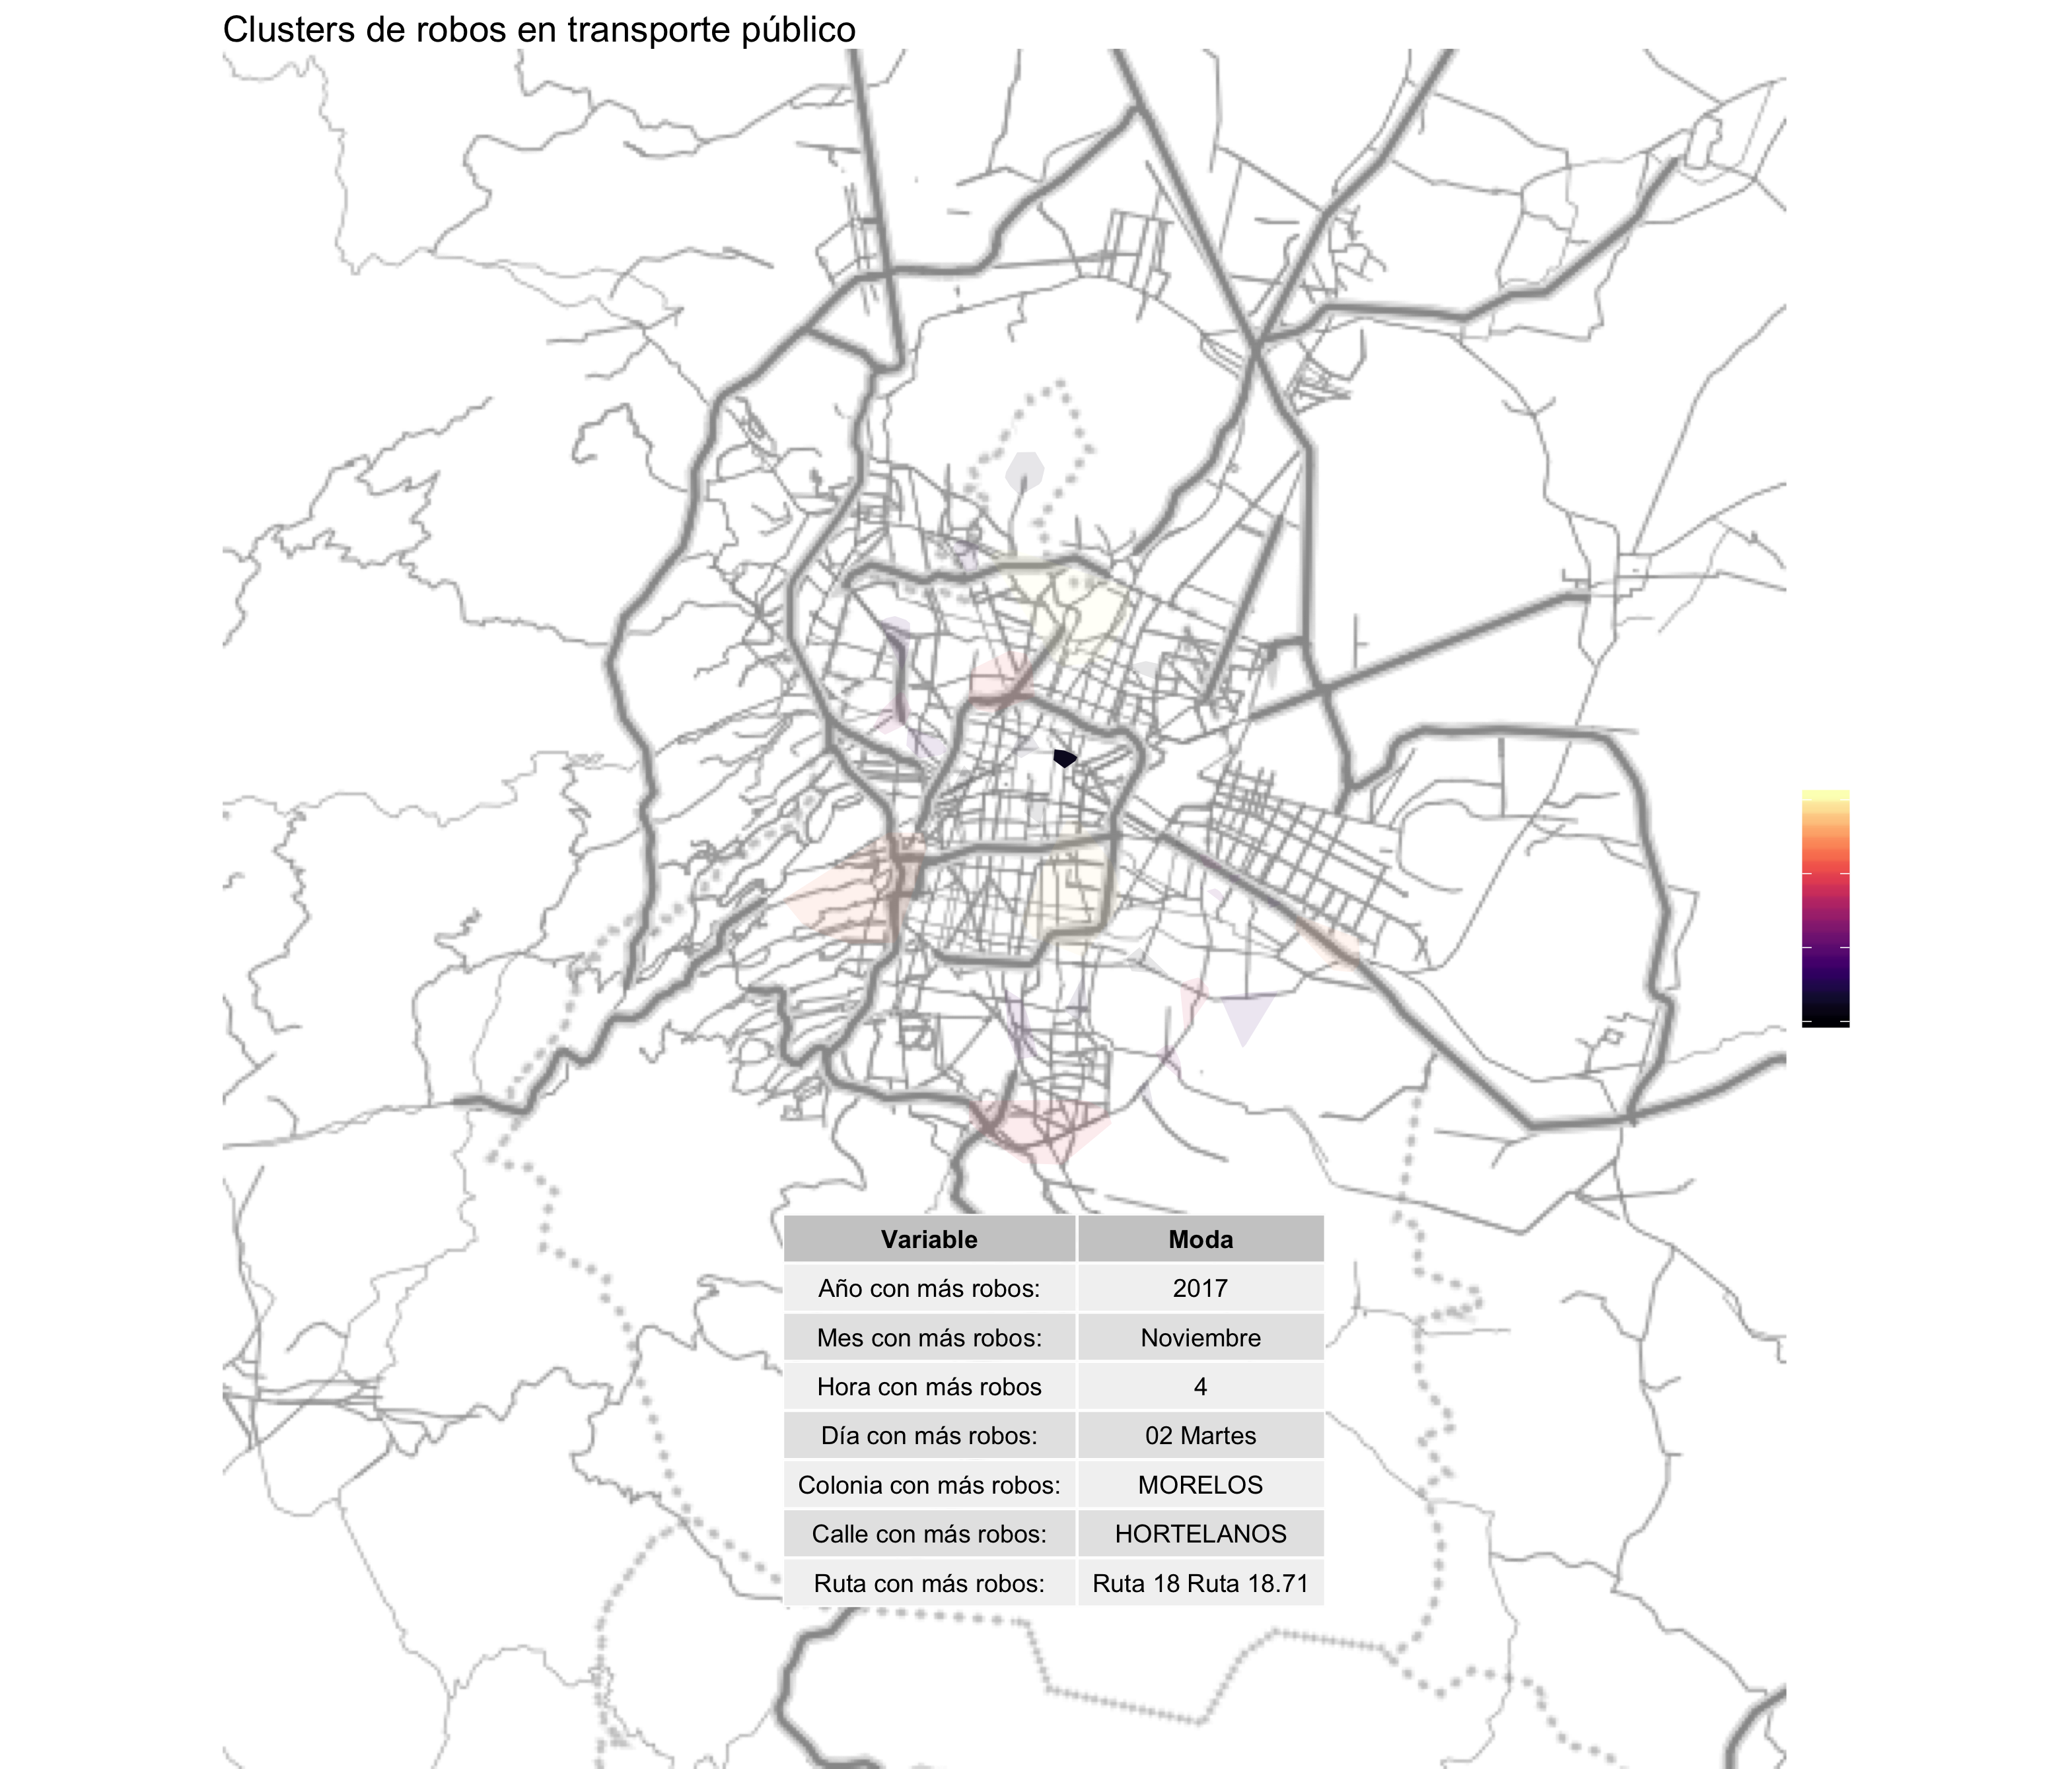 Clusters de robos en transporte público
Variable Moda
Año con más robos: 2017
Mes con más robos: Noviembre
Hora con más robos 4
Día con más robos: 02 Martes
Colonia con más robos: MORELOS
Calle con más robos: HORTELANOS
Ruta con más robos: Ruta 18 Ruta 18.71